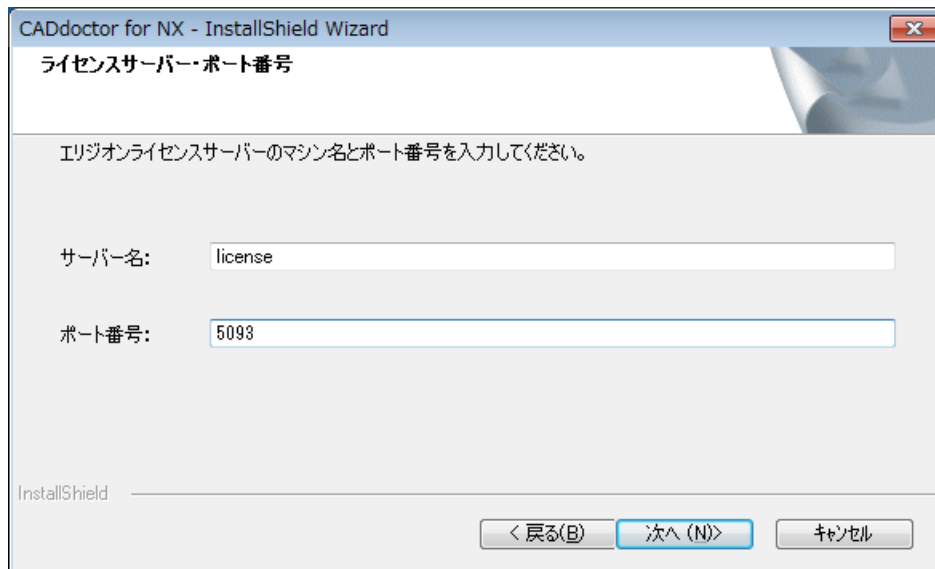 CADdoctor for NX - InstallShield Wizard
ライセンスサーバー・ポート番号
エリジオンライセンスサーバーのマシン名とポート番号を入力してください。
サーバー名: license
ポート番号: 5093
InstallShield
< 戻る(B) 次へ (N)> キャンセル